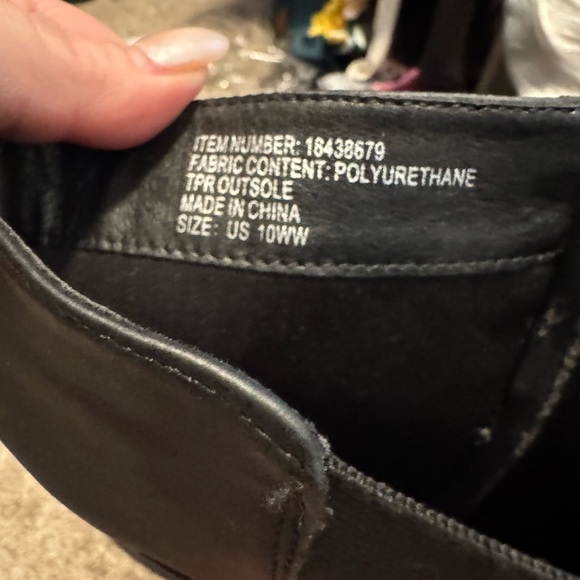 ITEM NUMBER: 18438679
FABRIC CONTENT: POLYURETHANE
TPR OUTSOLE
MADE IN CHINA
SIZE: US 10WW